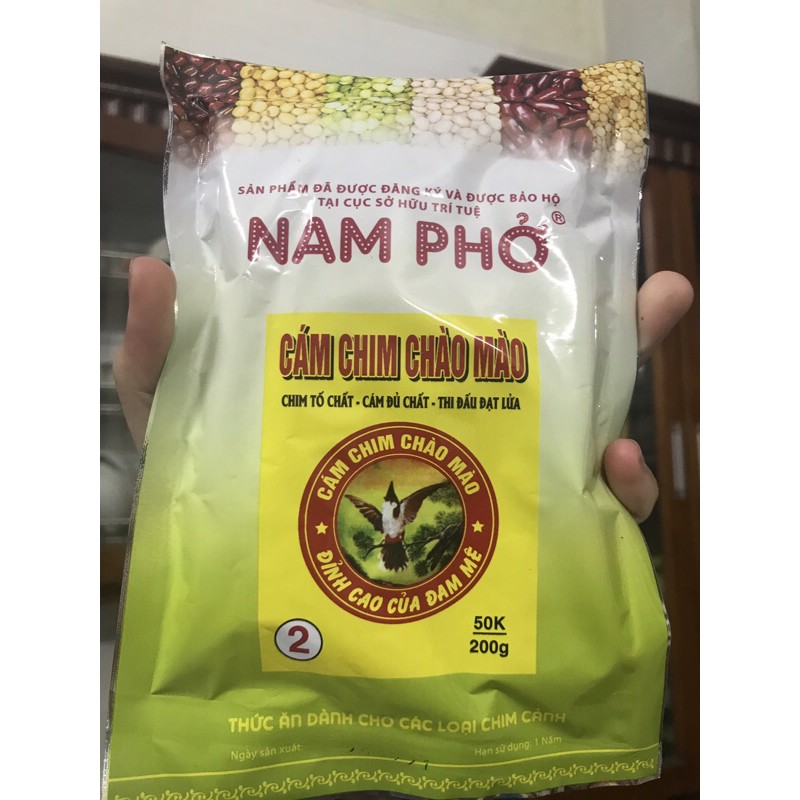 SẢN PHẨM ĐÃ ĐƯỢC ĐĂNG KÝ VÀ ĐƯỢC BẢO HỘ
TẠI CỤC SỞ HỮU TRÍ TUỆ
NAM PHỞ®
CÁM CHIM CHÀO MÀO
CHIM TỐ CHẤT - CÁM ĐỦ CHẤT - THI ĐẤU ĐẠT LỬA
CÁM CHIM CHÀO MÀO
ĐỈNH CAO CỦA ĐAM MÊ
2
50K
200g
THỨC ĂN DÀNH CHO CÁC LOẠI CHIM CẢNH
Ngày sản xuất:
Hạn sử dụng: 1 Năm